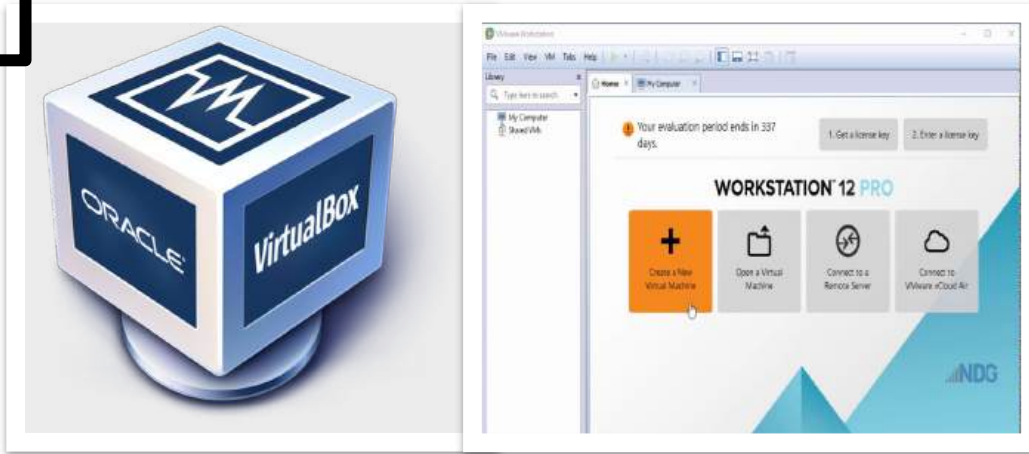 ORACLE
VirtualBox
VMware Workstation
File Edit View VM Tabs Help
Library
Type here to search
My Computer
Shared VMs
Home
My Computer
Your evaluation period ends in 337
days.
1. Get a license key
2. Enter a license key
WORKSTATION™ 12 PRO
Create a New
Virtual Machine
Open a Virtual
Machine
Connect to a
Remote Server
Connect to
VMware vCloud Air
NDG